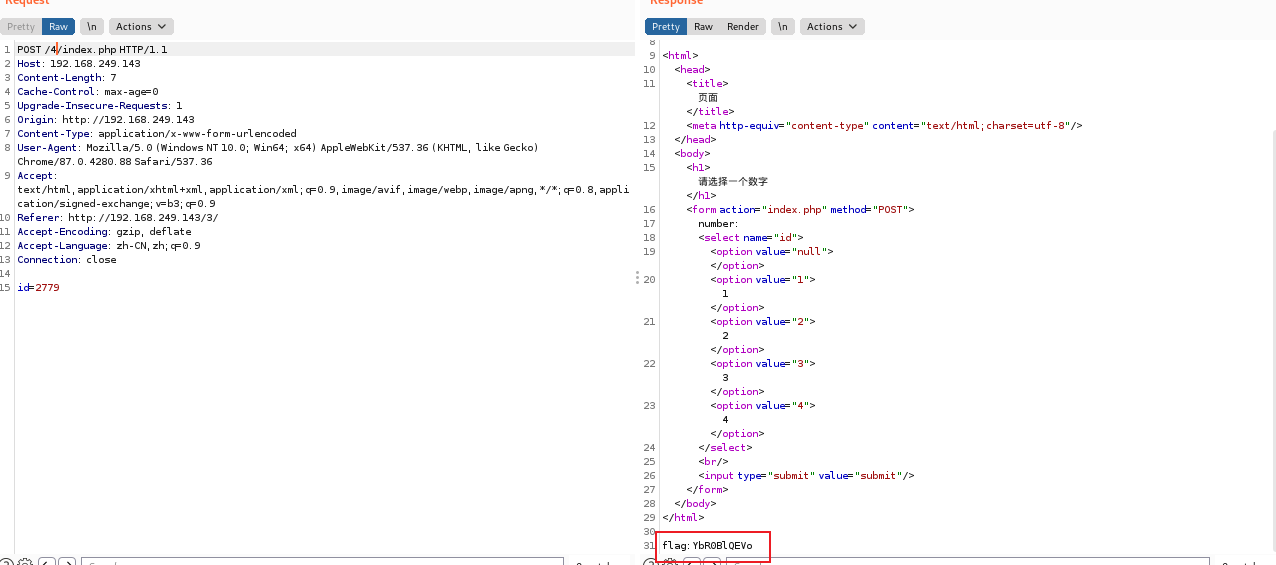 Request
Pretty Raw \n Actions
1 POST /4/index.php HTTP/1.1
2 Host: 192.168.249.143
3 Content-Length: 7
4 Cache-Control: max-age=0
5 Upgrade-Insecure-Requests: 1
6 Origin: http://192.168.249.143
7 Content-Type: application/x-www-form-urlencoded
8 User-Agent: Mozilla/5.0 (Windows NT 10.0; Win64; x64) AppleWebKit/537.36 (KHTML, like Gecko)
Chrome/87.0.4280.88 Safari/537.36
9 Accept:
text/html,application/xhtml+xml,application/xml;q=0.9,image/avif,image/webp,image/apng,*/*;q=0.8,appli
cation/signed-exchange;v=b3;q=0.9
10 Referer: http://192.168.249.143/3/
11 Accept-Encoding: gzip, deflate
12 Accept-Language: zh-CN,zh;q=0.9
13 Connection: close
14
15 id=2779
Response
Pretty Raw Render \n Actions
8
9 <html>
10 <head>
11 <title>
页面
</title>
12 <meta http-equiv="content-type" content="text/html;charset=utf-8"/>
13 </head>
14 <body>
15 <h1>
请选择一个数字
</h1>
16 <form action="index.php" method="POST">
17 number:
18 <select name="id">
19 <option value="null">
</option>
20 <option value="1">
1
</option>
21 <option value="2">
2
</option>
22 <option value="3">
3
</option>
23 <option value="4">
4
</option>
24 </select>
25 <br/>
26 <input type="submit" value="submit"/>
27 </form>
28 </body>
29 </html>
30
31 flag:YbR0BlQEVo